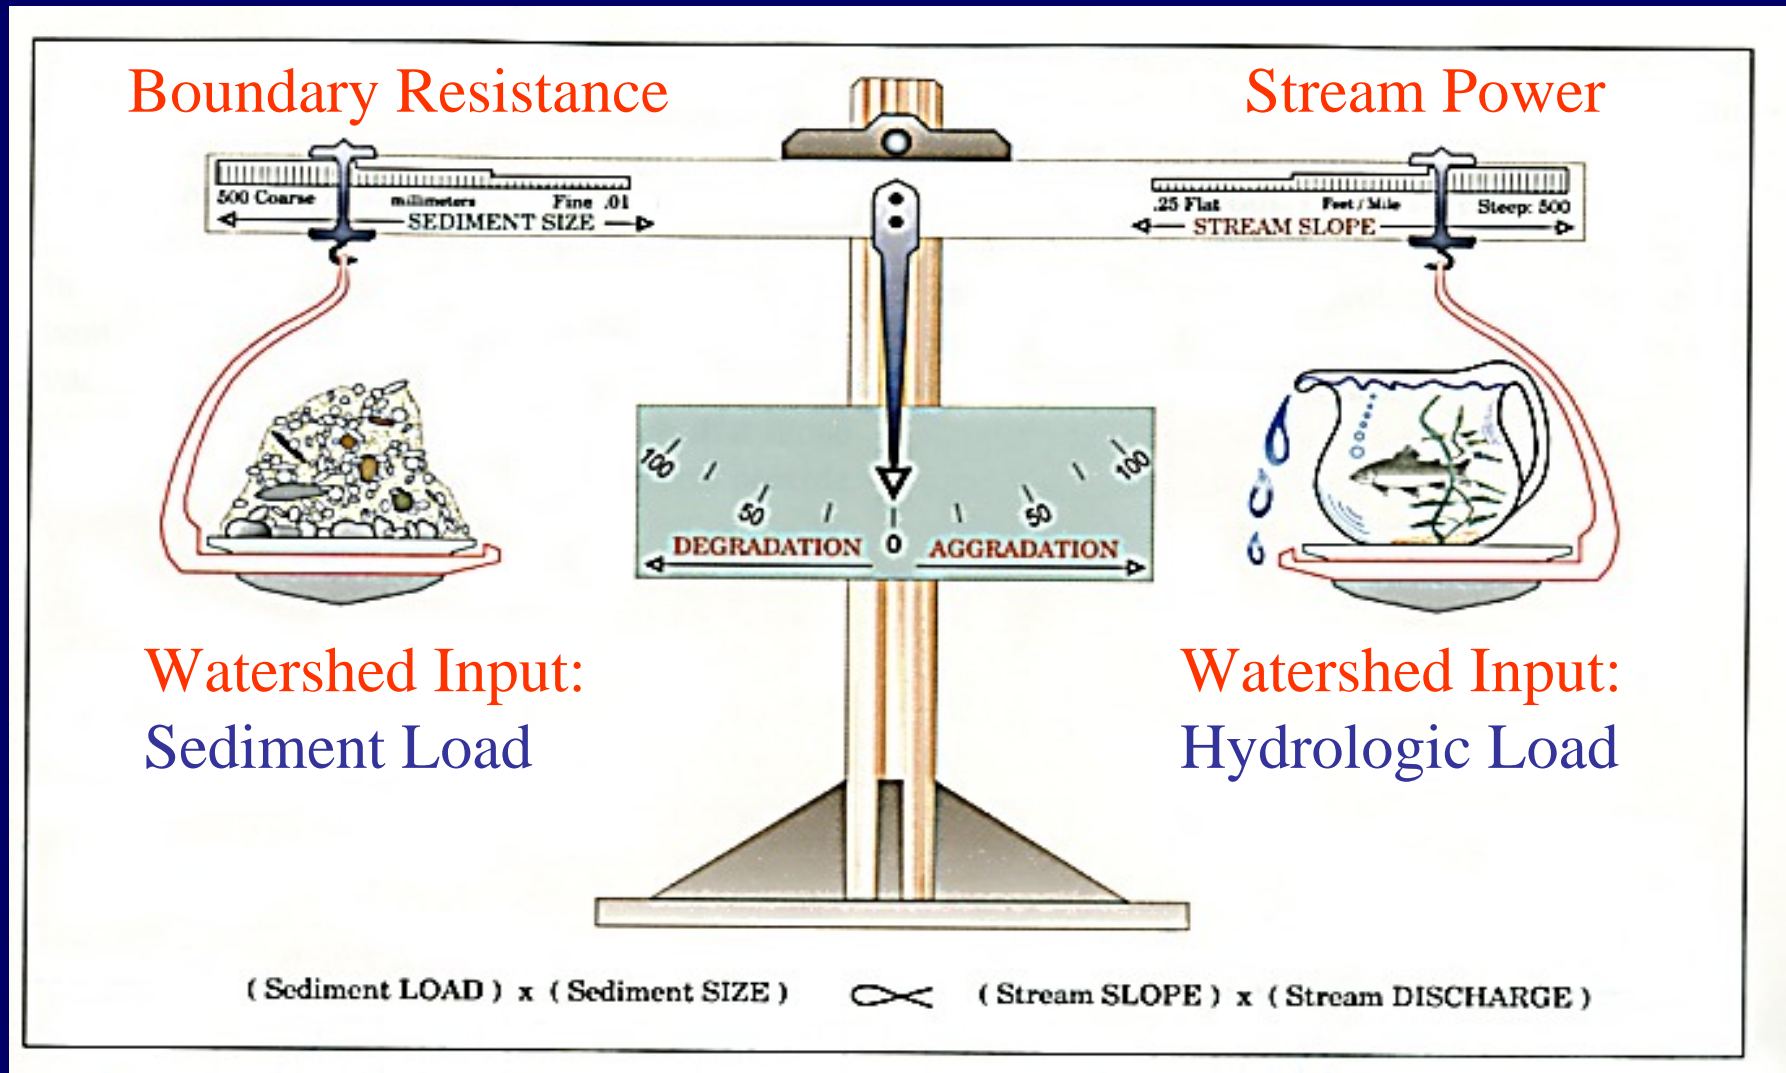 Boundary Resistance
Stream Power
500 Coarse millimeters Fine .01
SEDIMENT SIZE
.25 Flat Feet / Mile Steep: 500
STREAM SLOPE
100 50 0 50 100
DEGRADATION AGGRADATION
Watershed Input:
Sediment Load
Watershed Input:
Hydrologic Load
( Sediment LOAD ) x ( Sediment SIZE ) ∝ ( Stream SLOPE ) x ( Stream DISCHARGE )